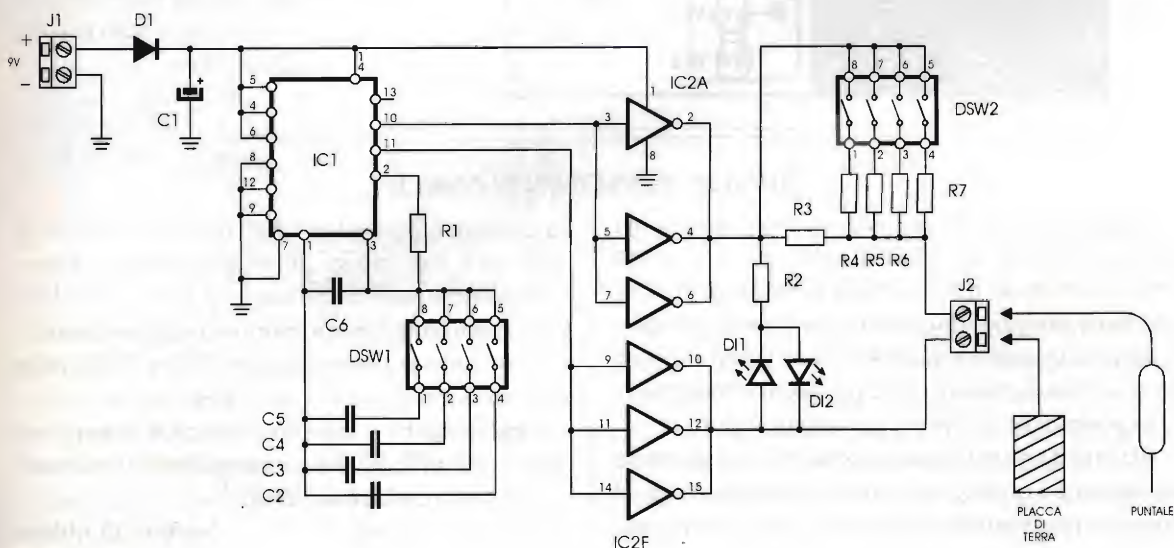 J1
D1
+
9V
−
C1
+
1
4
5
4
6
8
12
9
7
1
3
13
10
11
2
IC1
R1
C6
8 7 6 5
DSW1
1 2 3 4
C5
C4
C3
C2
IC2A
1
3
2
8
5
4
7
6
9
10
11
12
14
15
IC2F
8 7 6 5
DSW2
1 2 3 4
R7
R3
R4 R5 R6
R2
DI1
DI2
J2
PLACCA
DI
TERRA
PUNTALE